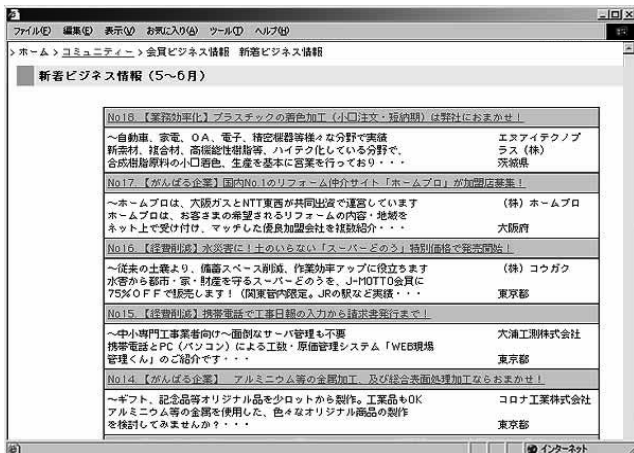 ファイル(F) 編集(E) 表示(V) お気に入り(A) ツール(T) ヘルプ(H)
> ホーム > コミュニティー > 会員ビジネス情報 新着ビジネス情報
新着ビジネス情報（5～6月）
No18.【業務効率化】プラスチックの着色加工（小口注文・短納期）は弊社におまかせ！
～自動車、家電、OA、電子、精密機器等様々な分野で実績
新素材、複合材、高機能性樹脂等、ハイテク化している分野で、
合成樹脂原料の小口着色、生産を基本に営業を行っており・・・
エヌアイテクノプ
ラス（株）
茨城県
No17.【がんばる企業】国内No.1のリフォーム仲介サイト「ホームプロ」が加盟店募集！
～ホームプロは、大阪ガスとNTT東西が共同出資で運営しています
ホームプロは、お客さまの希望されるリフォームの内容・地域を
ネット上で受け付け、マッチした優良加盟会社を複数紹介・・・
（株）ホームプロ
大阪府
No16.【経費削減】水災害に！土のいらない「スーパーどのう」特別価格で発売開始！
～従来の土嚢より、備蓄スペース削減、作業効率アップに役立ちます
水害から都市・家・財産を守るスーパーどのうを、J-MOTTO会員に
75％OFFで販売します！（関東管内限定。JRの駅など実績・・・
（株）コウガク
東京都
No15.【経費削減】携帯電話で工事日報の入力から請求書発行まで！
～中小専門工事業者向け～面倒なサーバ管理も不要
携帯電話とPC（パソコン）による工数・原価管理システム「WEB現場
管理くん」のご紹介です・・・
大浦工測株式会社
東京都
No14.【がんばる企業】 アルミニウム等の金属加工、及び総合表面処理加工ならおまかせ！
～ギフト、記念品等オリジナル品を少ロットから製作。工業品もOK
アルミニウム等の金属を使用した、色々なオリジナル商品の製作
を検討してみませんか？・・・
コロナ工業株式会社
東京都
インターネット